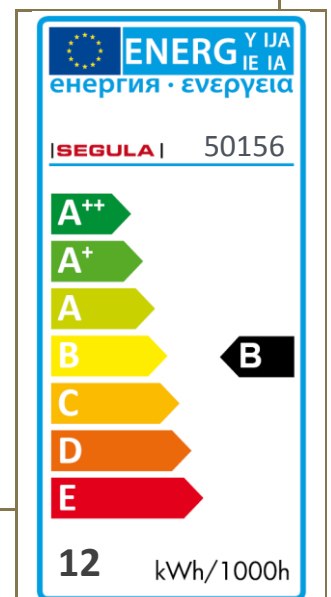 ENERG Y IJA
IE IA
енергия · ενεργεια
SEGULA 50156
A++
A+
A
B B
C
D
E
12 kWh/1000h